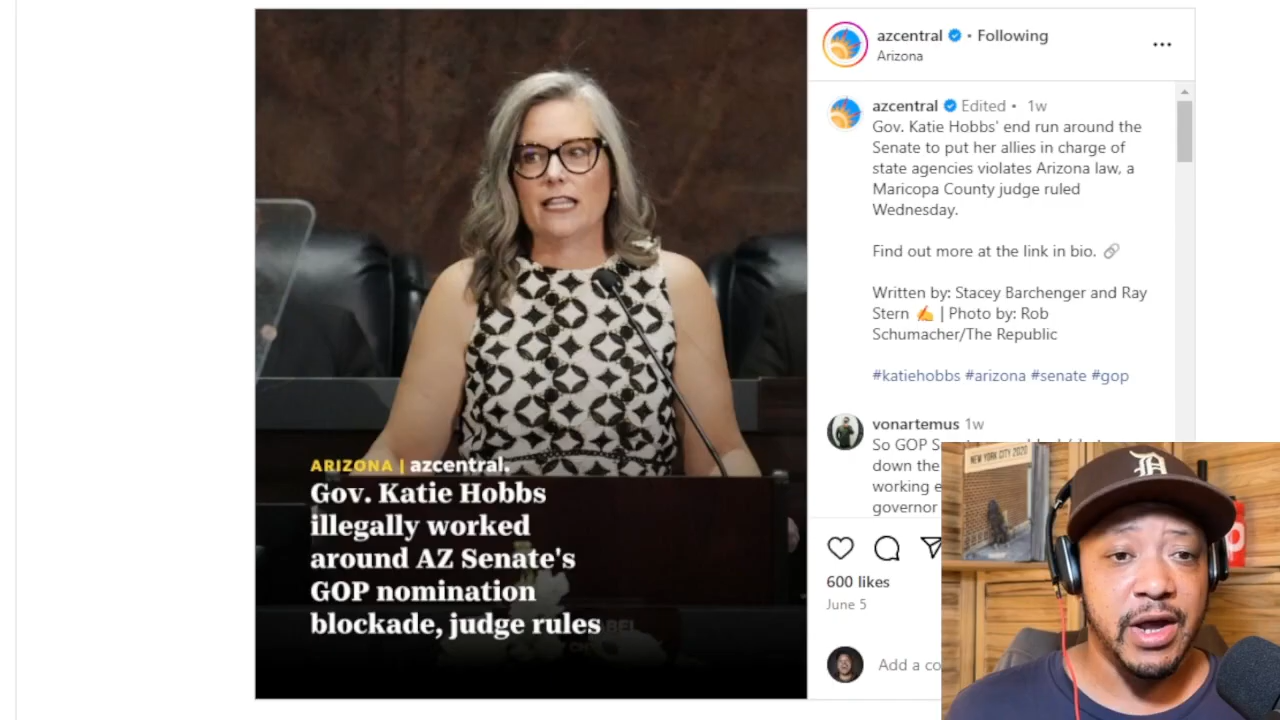 azcentral • Following
Arizona
azcentral Edited • 1w
Gov. Katie Hobbs' end run around the
Senate to put her allies in charge of
state agencies violates Arizona law, a
Maricopa County judge ruled
Wednesday.
Find out more at the link in bio.
Written by: Stacey Barchenger and Ray
Stern ✍ | Photo by: Rob
Schumacher/The Republic
#katiehobbs #arizona #senate #gop
vonartemus 1w
So GOP
down the
working
governor
600 likes
June 5
Add a
ARIZONA | azcentral.
Gov. Katie Hobbs
illegally worked
around AZ Senate's
GOP nomination
blockade, judge rules
NEW YORK CITY 2020
D